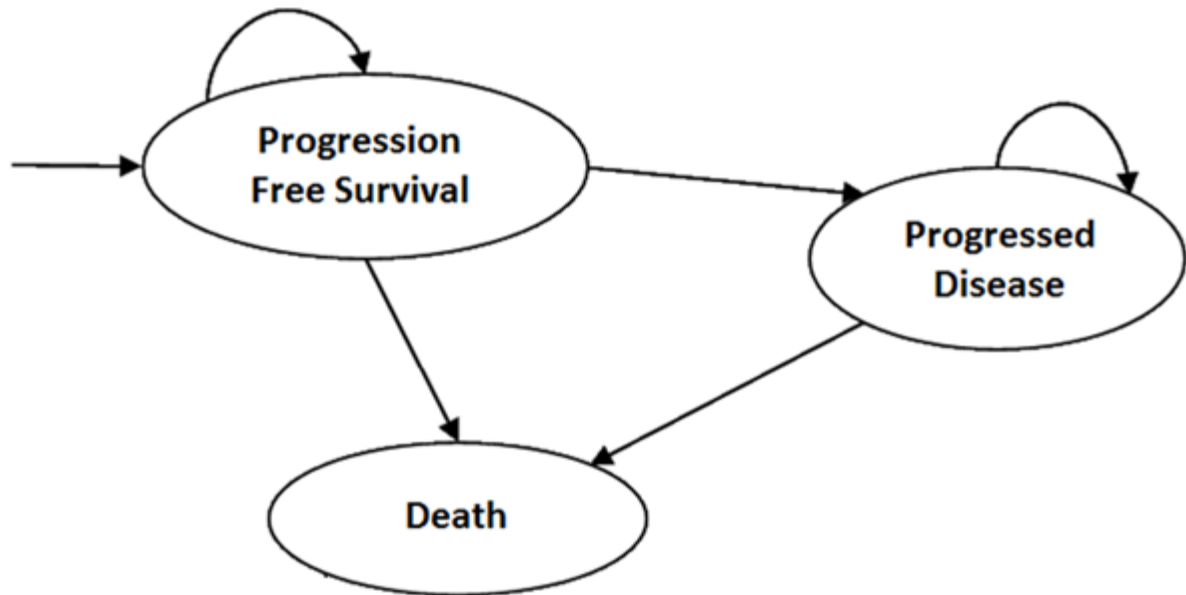 Progression
Free Survival
Progressed
Disease
Death